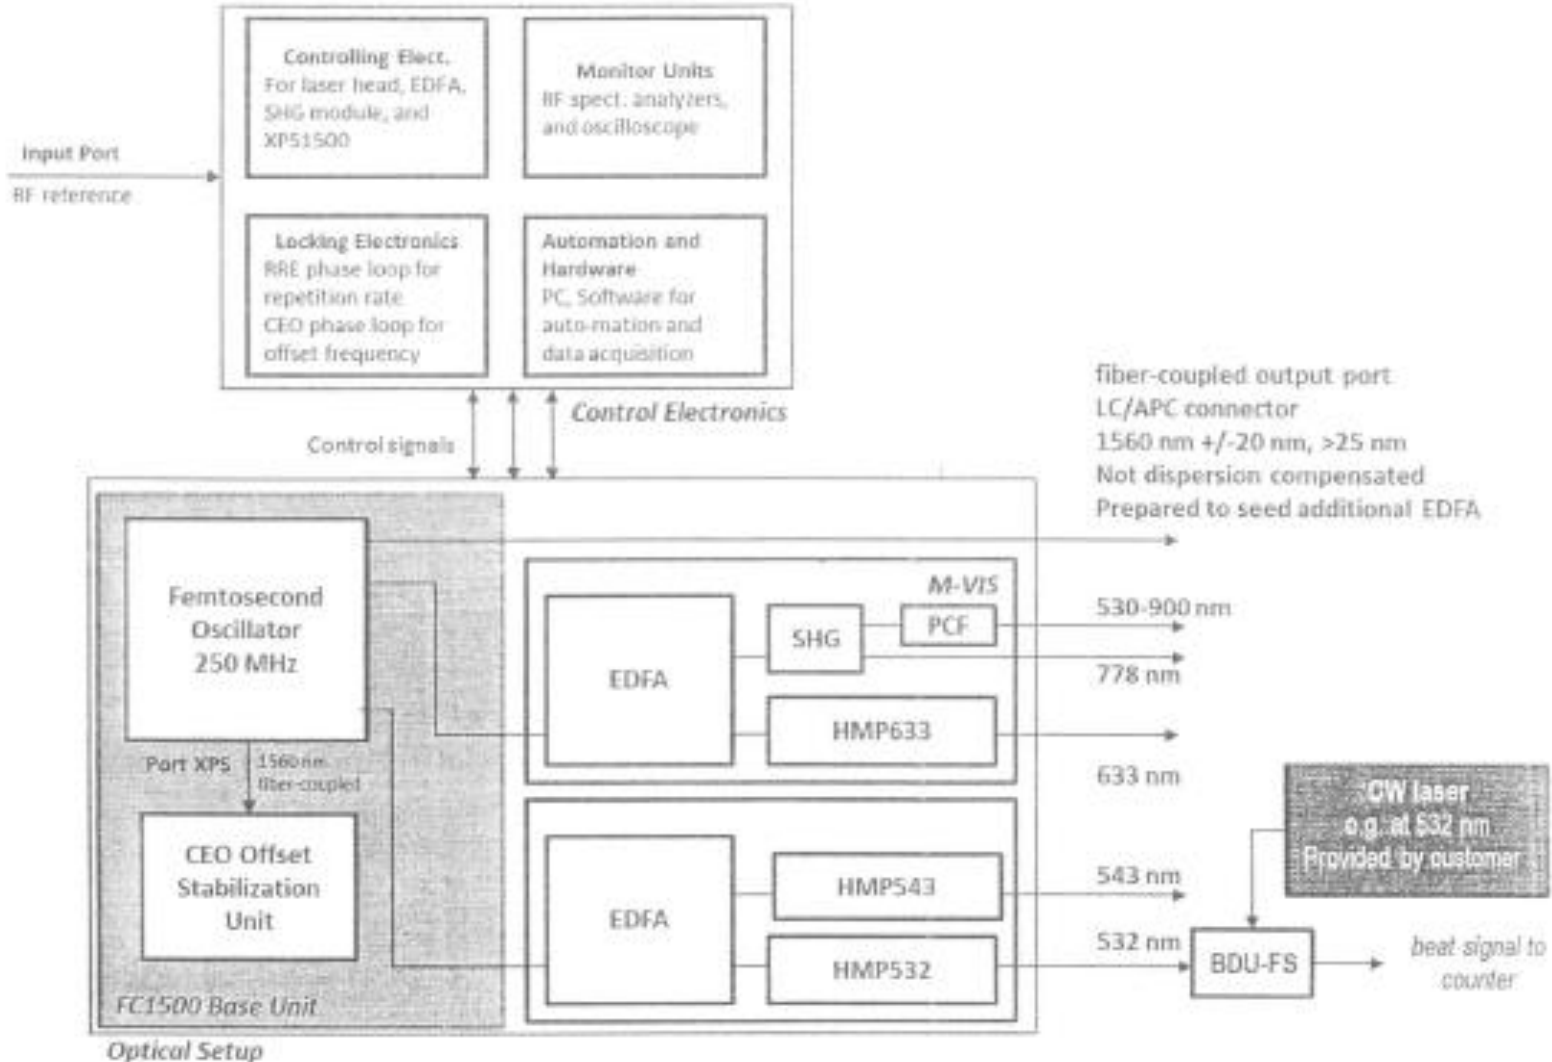 Controlling Elect.
For laser head, EDFA,
SHG module, and
XPS1500
Monitor Units
RF spect. analyzers,
and oscilloscope
Input Port
RF reference
Locking Electronics
RRE phase loop for
repetition rate
CEO phase loop for
offset frequency
Automation and
Hardware
PC, Software for
auto-mation and
data acquisition
Control Electronics
Control signals
fiber-coupled output port
LC/APC connector
1560 nm +/-20 nm, >25 nm
Not dispersion compensated
Prepared to seed additional EDFA
Femtosecond
Oscillator
250 MHz
M-VIS
EDFA
SHG
PCF
530-900 nm
778 nm
HMP633
633 nm
Port XPS
1560 nm
fiber-coupled
CEO Offset
Stabilization
Unit
FC1500 Base Unit
Optical Setup
EDFA
HMP543
543 nm
HMP532
532 nm
CW laser
e.g. at 532 nm
Provided by customer
BDU-FS
beat signal to
counter